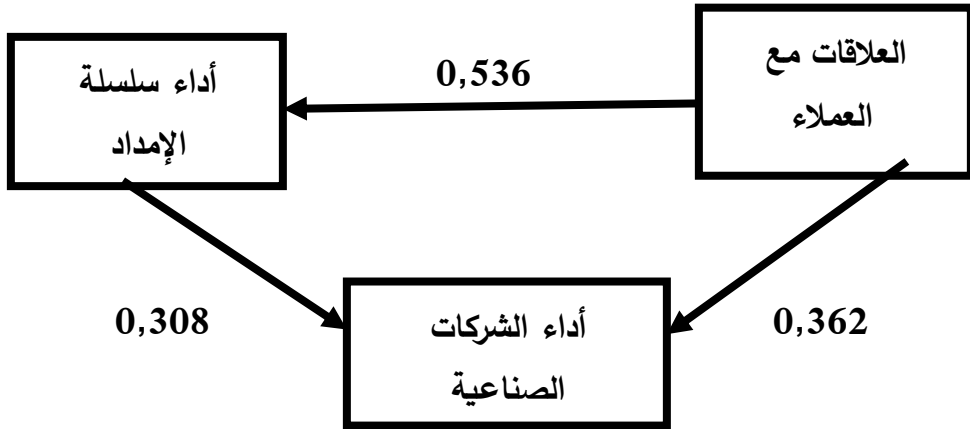 العلاقات مع
العملاء
0,536
أداء سلسلة
الإمداد
0,362
أداء الشركات
الصناعية
0,308